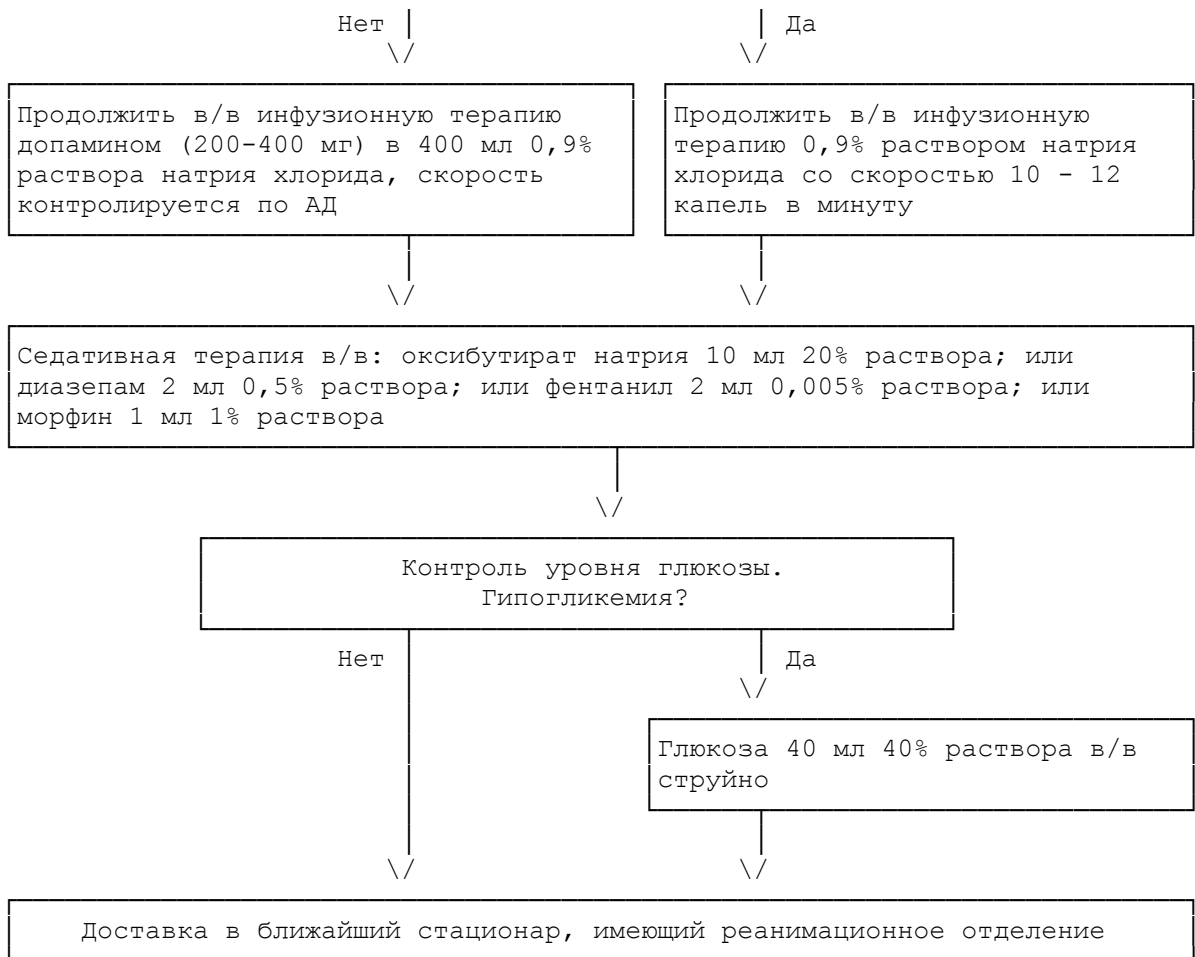 Нет Да
Продолжить в/в инфузионную терапию
допамином (200-400 мг) в 400 мл 0,9%
раствора натрия хлорида, скорость
контролируется по АД
Продолжить в/в инфузионную
терапию 0,9% раствором натрия
хлорида со скоростью 10 - 12
капель в минуту
Седативная терапия в/в: оксибутират натрия 10 мл 20% раствора; или
диазепам 2 мл 0,5% раствора; или фентанил 2 мл 0,005% раствора; или
морфин 1 мл 1% раствора
Контроль уровня глюкозы.
Гипогликемия?
Нет Да
Глюкоза 40 мл 40% раствора в/в
струйно
Доставка в ближайший стационар, имеющий реанимационное отделение